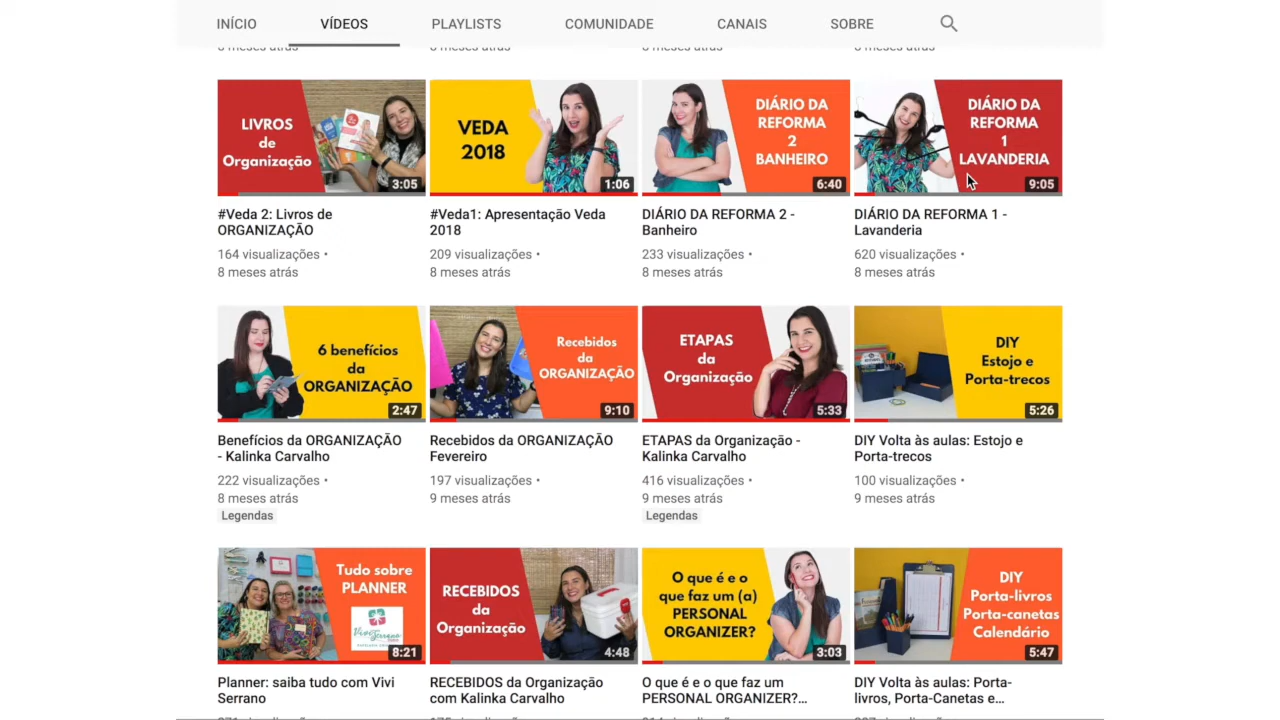 INÍCIO VÍDEOS PLAYLISTS COMUNIDADE CANAIS SOBRE
LIVROS
de
Organização
3:05
VEDA
2018
1:06
DIÁRIO DA
REFORMA
2
BANHEIRO
6:40
DIÁRIO DA
REFORMA
1
LAVANDERIA
9:05
#Veda 2: Livros de
ORGANIZAÇÃO
164 visualizações •
8 meses atrás
#Veda1: Apresentação Veda
2018
209 visualizações •
8 meses atrás
DIÁRIO DA REFORMA 2 -
Banheiro
233 visualizações •
8 meses atrás
DIÁRIO DA REFORMA 1 -
Lavanderia
620 visualizações •
8 meses atrás
6 benefícios
da
ORGANIZAÇÃO
2:47
Recebidos
da
ORGANIZAÇÃO
9:10
ETAPAS
da
Organização
5:33
DIY
Estojo e
Porta-trecos
5:26
Benefícios da ORGANIZAÇÃO
- Kalinka Carvalho
222 visualizações •
8 meses atrás
Legendas
Recebidos da ORGANIZAÇÃO
Fevereiro
197 visualizações •
9 meses atrás
ETAPAS da Organização -
Kalinka Carvalho
416 visualizações •
9 meses atrás
Legendas
DIY Volta às aulas: Estojo e
Porta-trecos
100 visualizações •
9 meses atrás
Tudo sobre
PLANNER
Vivi Serrano
8:21
RECEBIDOS
da
Organização
4:48
O que é e o
que faz um (a)
PERSONAL
ORGANIZER?
3:03
DIY
Porta-livros
Porta-canetas
Calendário
5:47
Planner: saiba tudo com Vivi
Serrano
RECEBIDOS da Organização
com Kalinka Carvalho
O que é e o que faz um
PERSONAL ORGANIZER?...
DIY Volta às aulas: Porta-
livros, Porta-Canetas e...